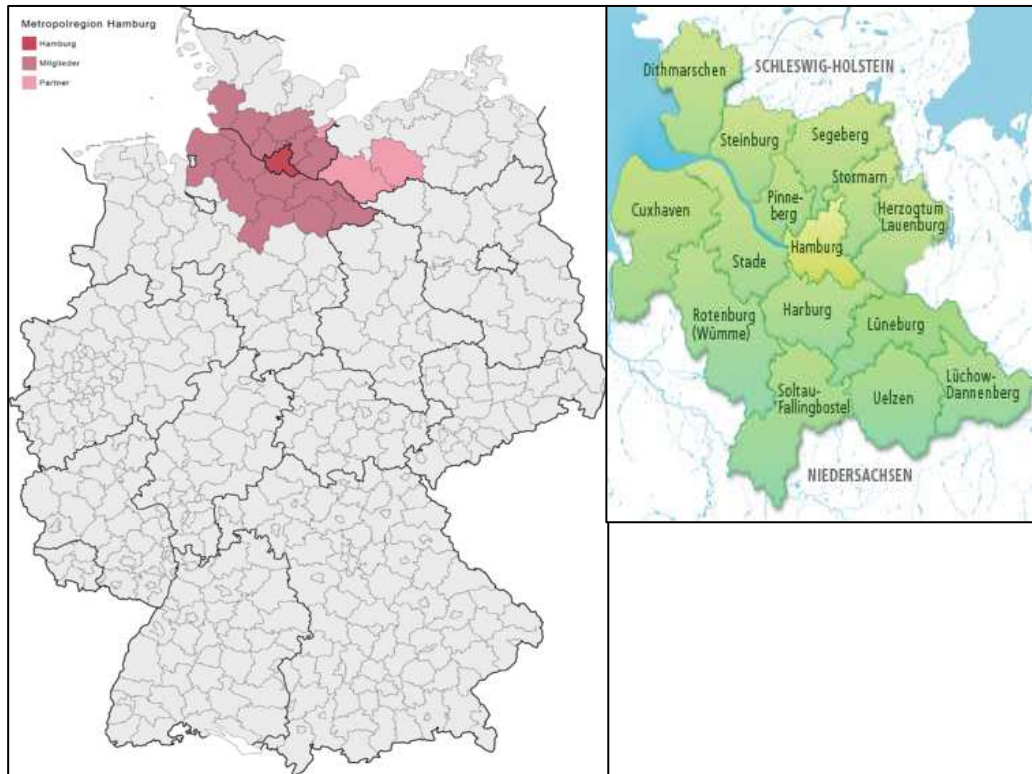 Metropolregion Hamburg
Hamburg
Mitglieder
Partner
Dithmarschen
SCHLESWIG-HOLSTEIN
Steinburg
Segeberg
Stormarn
Pinne-
berg
Cuxhaven
Herzogtum
Lauenburg
Hamburg
Stade
Rotenburg
(Wümme)
Harburg
Lüneburg
Soltau-
Fallingbostel
Uelzen
Lüchow-
Dannenberg
NIEDERSACHSEN